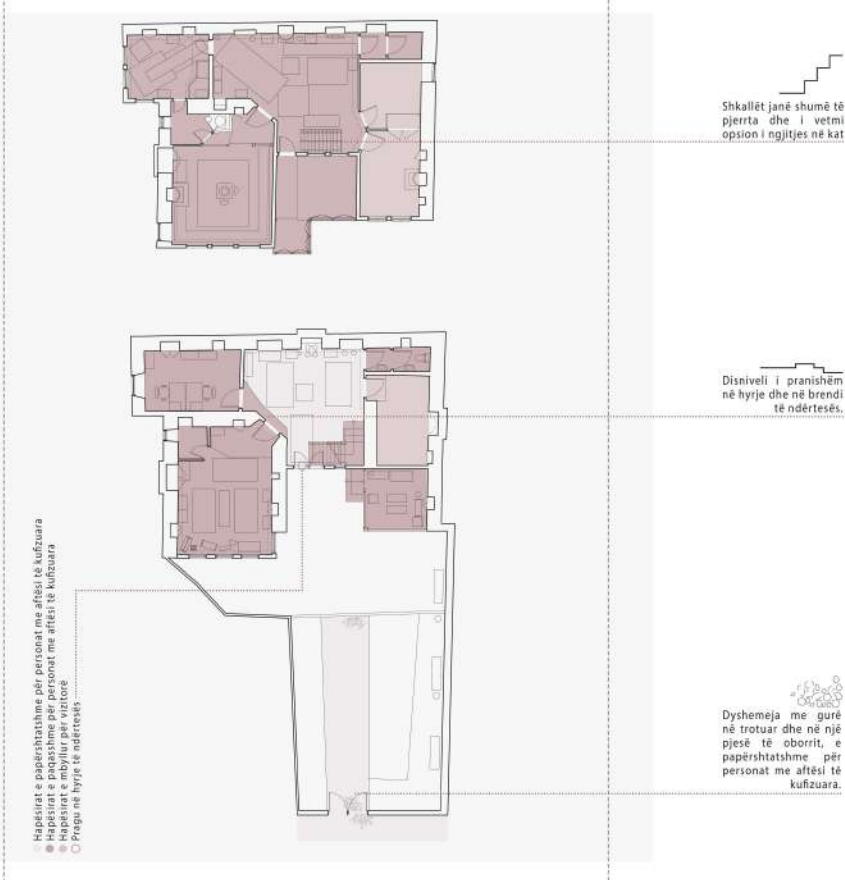 Shkallët janë shumë të
pjerrta dhe i vetmi
opsion i ngjitjes në kat
Disniveli i pranishëm
në hyrje dhe në brendi
të ndërtesës.
Dyshemeja me gurë
në trotuar dhe në një
pjesë të oborrit, e
papërshtatshme për
personat me aftësi të
kufizuara.
Hapësirat e papërshtatshme për personat me aftësi të kufizuara
Hapësirat e paqasshme për personat me aftësi të kufizuara
Hapësirat e mbyllur për vizitorë
Pragu në hyrje të ndërtesës